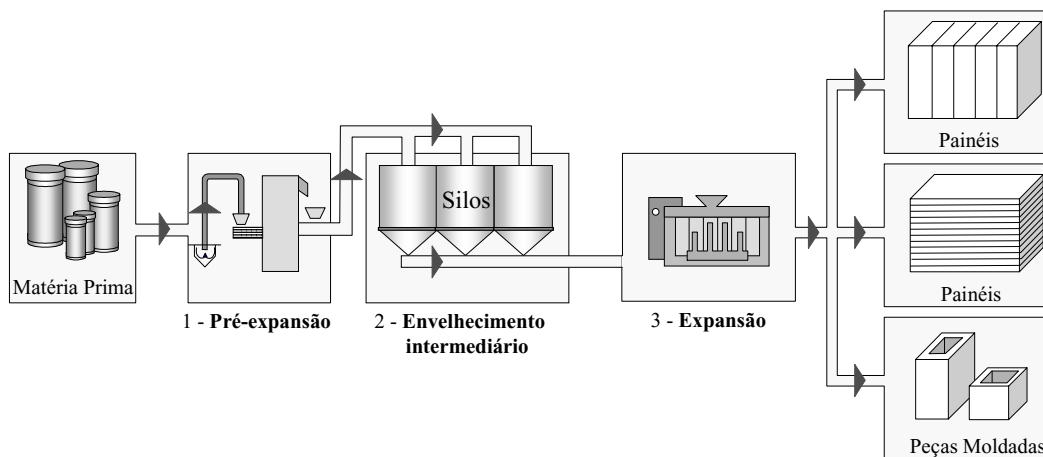 Matéria Prima
1 - Pré-expansão
Silos
2 - Envelhecimento
intermediário
3 - Expansão
Painéis
Painéis
Peças Moldadas